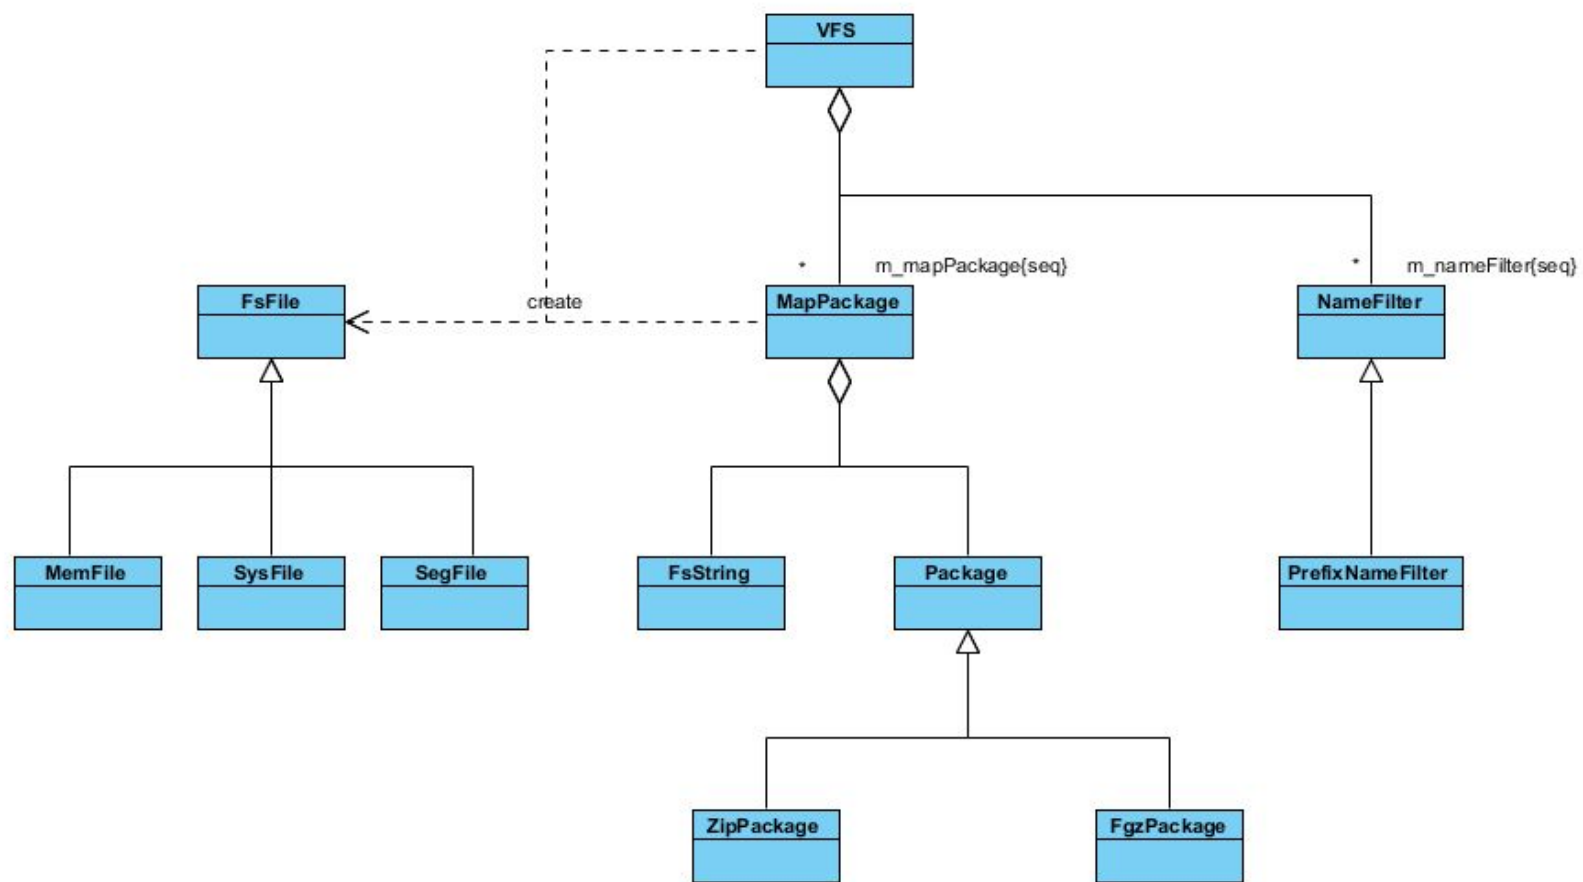 VFS
*
m_mapPackage{seq}
*
m_nameFilter{seq}
FsFile
create
MapPackage
NameFilter
MemFile
SysFile
SegFile
FsString
Package
PrefixNameFilter
ZipPackage
FgzPackage